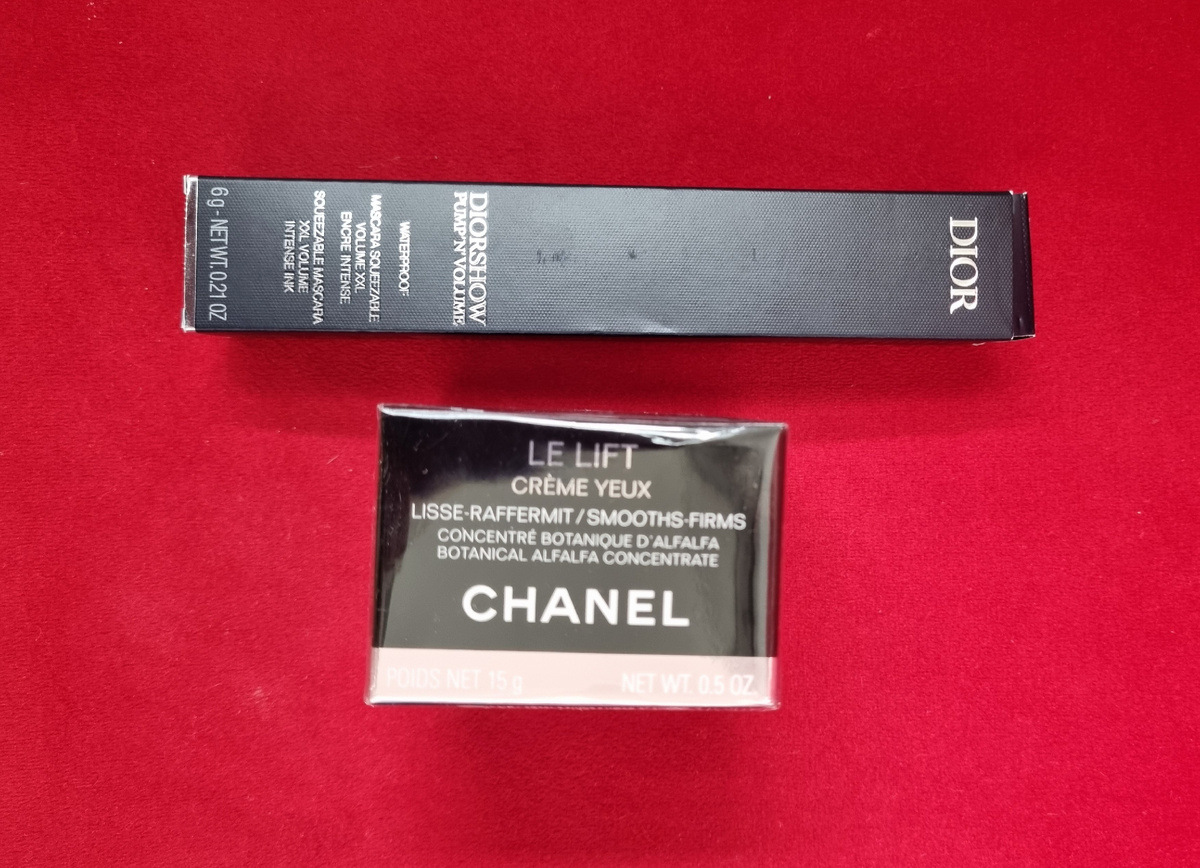 DIOR
DIORSHOW
PUMP'N'VOLUME
WATERPROOF
MASCARA SQUEEZABLE
VOLUME XXL
ENCRE INTENSE
SQUEEZABLE MASCARA
XXL VOLUME
INTENSE INK
6 g - NET WT. 0.21 OZ
LE LIFT
CRÈME YEUX
LISSE-RAFFERMIT / SMOOTHS-FIRMS
CONCENTRÉ BOTANIQUE D'ALFALFA
BOTANICAL ALFALFA CONCENTRATE
CHANEL
POIDS NET 15 g NET WT. 0.5 OZ.